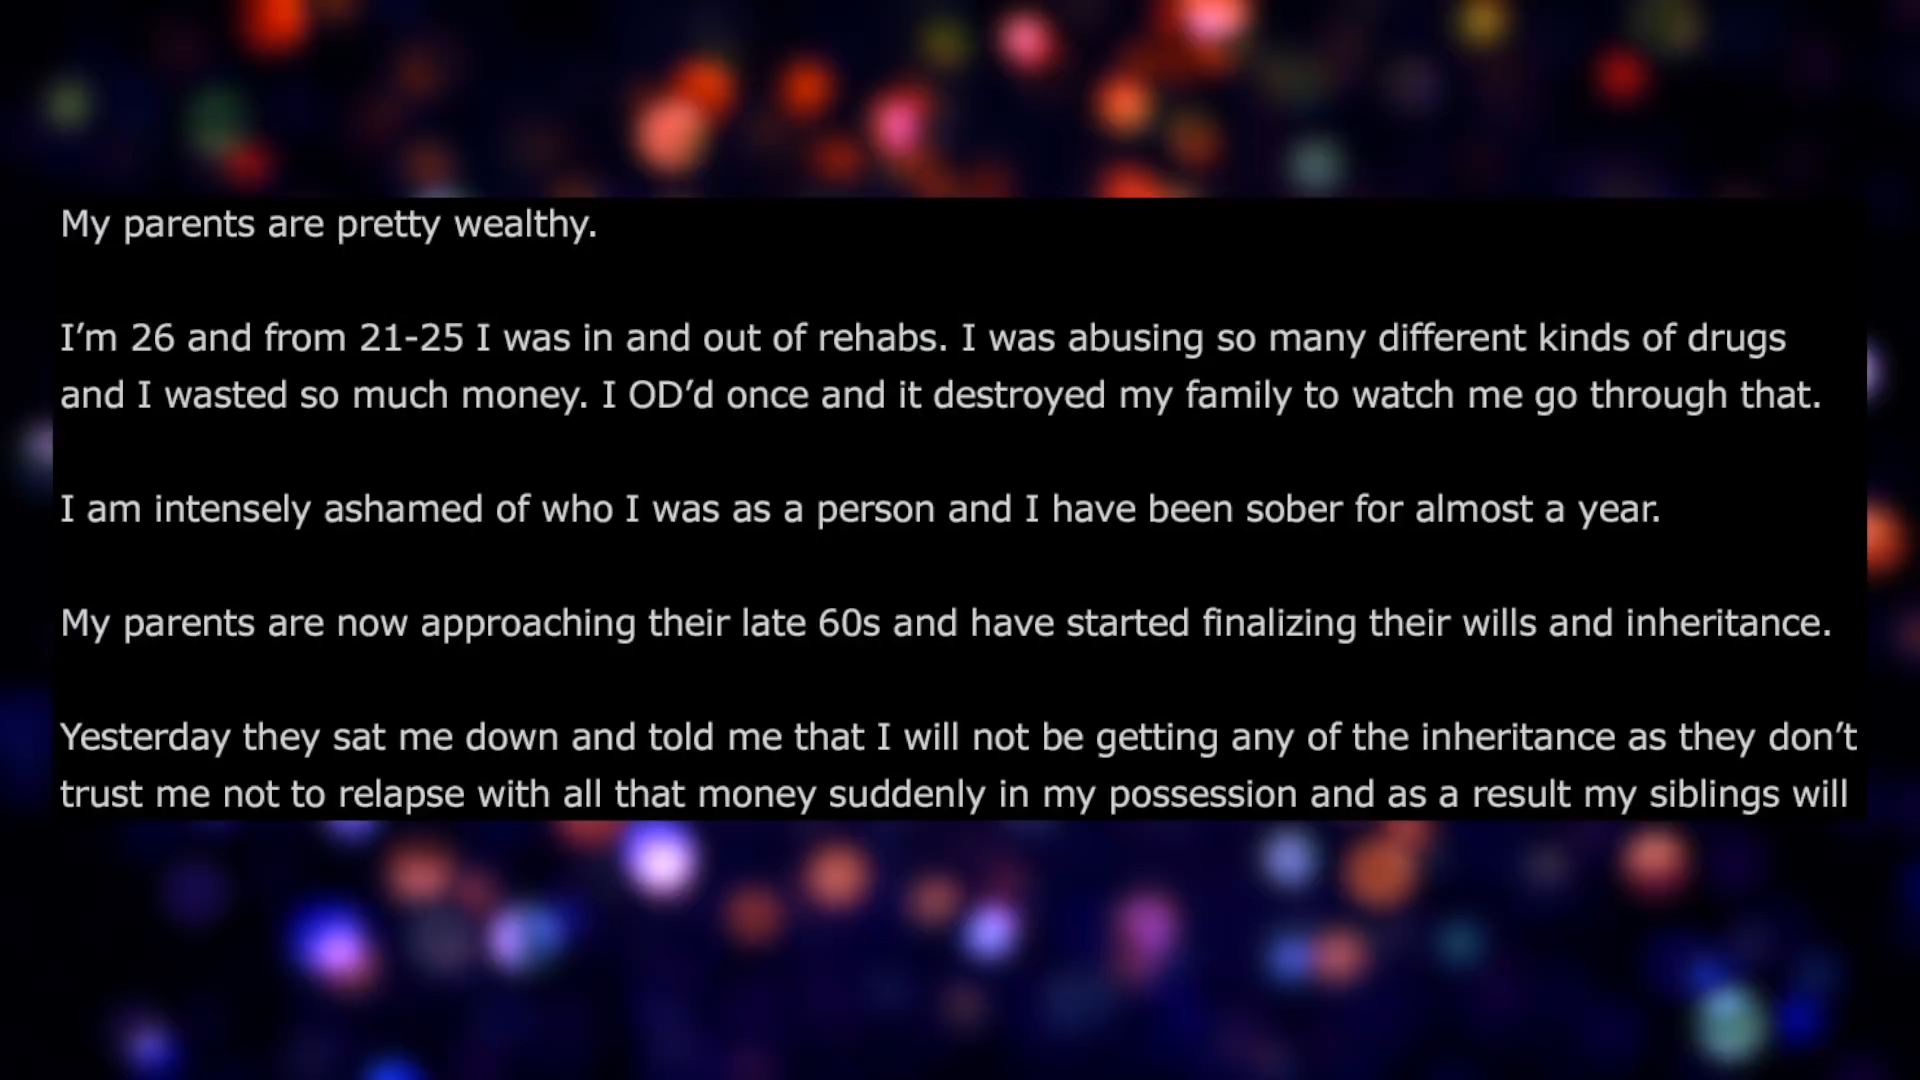 My parents are pretty wealthy.
I’m 26 and from 21-25 I was in and out of rehabs. I was abusing so many different kinds of drugs
and I wasted so much money. I OD’d once and it destroyed my family to watch me go through that.
I am intensely ashamed of who I was as a person and I have been sober for almost a year.
My parents are now approaching their late 60s and have started finalizing their wills and inheritance.
Yesterday they sat me down and told me that I will not be getting any of the inheritance as they don’t
trust me not to relapse with all that money suddenly in my possession and as a result my siblings will